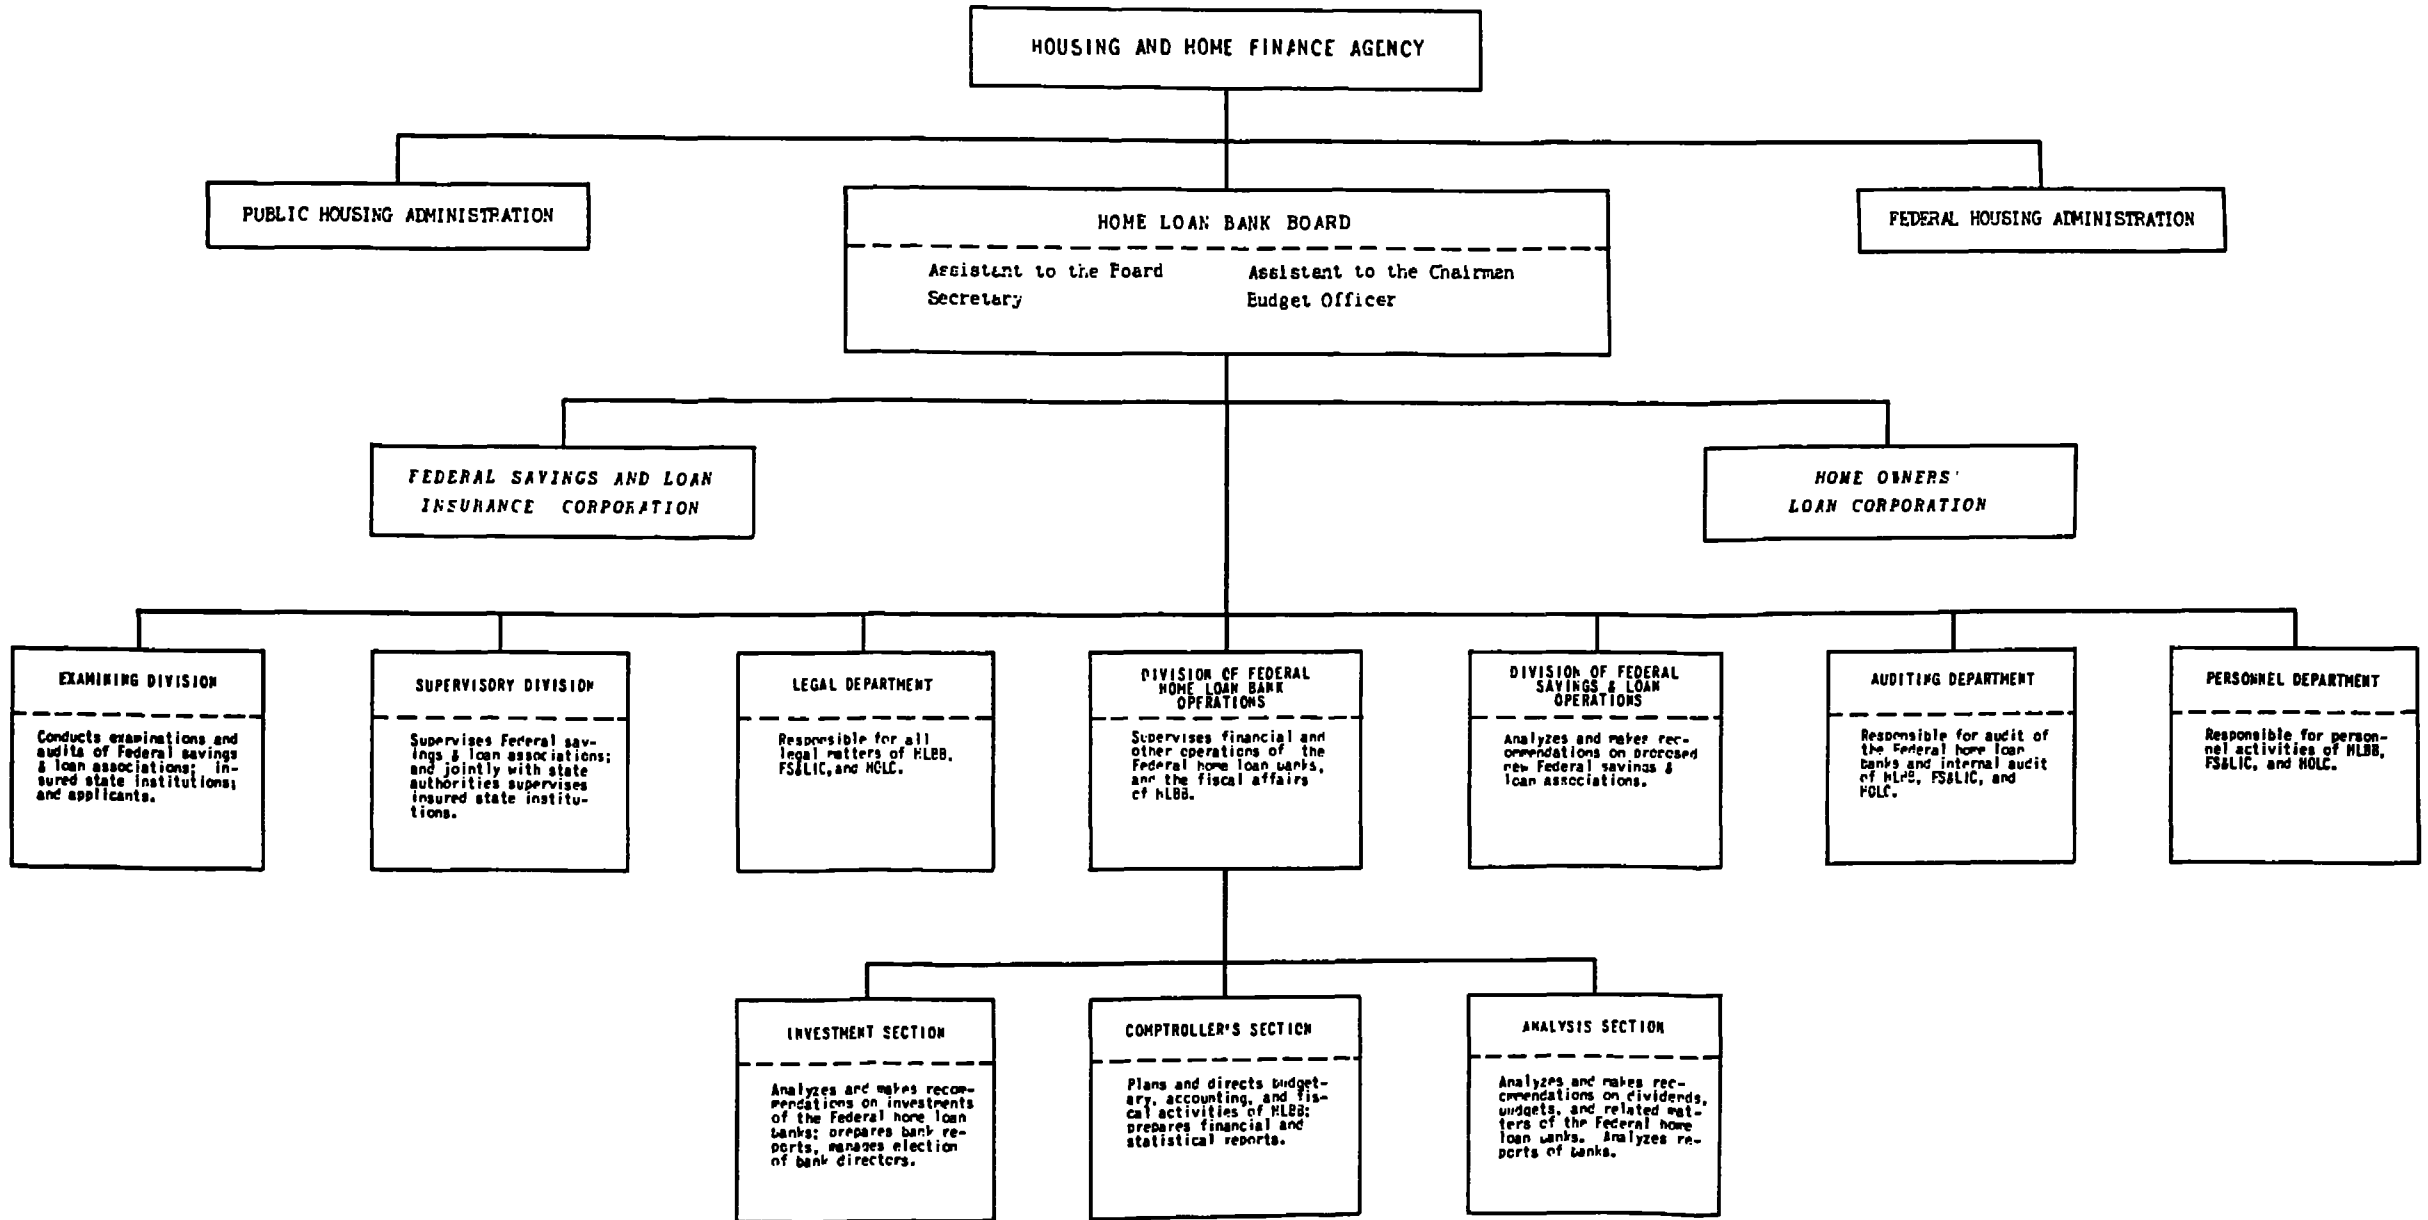 HOUSING AND HOME FINANCE AGENCY
PUBLIC HOUSING ADMINISTRATION
HOME LOAN BANK BOARD
Assistant to the Board
Secretary
Assistant to the Chairman
Budget Officer
FEDERAL HOUSING ADMINISTRATION
FEDERAL SAVINGS AND LOAN
INSURANCE CORPORATION
HOME OWNERS'
LOAN CORPORATION
EXAMINING DIVISION
Conducts examinations and
audits of Federal savings
& loan associations; in-
sured state institutions;
and applicants.
SUPERVISORY DIVISION
Supervises Federal sav-
ings & loan associations;
and jointly with state
authorities supervises
insured state institu-
tions.
LEGAL DEPARTMENT
Responsible for all
legal matters of HLBB,
FS&LIC, and HOLC.
DIVISION OF FEDERAL
HOME LOAN BANK
OPERATIONS
Supervises financial and
other operations of the
Federal home loan banks,
and the fiscal affairs
of HLBB.
DIVISION OF FEDERAL
SAVINGS & LOAN
OPERATIONS
Analyzes and makes rec-
ommendations on proposed
new Federal savings &
loan associations.
AUDITING DEPARTMENT
Responsible for audit of
the Federal home loan
banks and internal audit
of HLBB, FS&LIC, and
HOLC.
PERSONNEL DEPARTMENT
Responsible for person-
nel activities of HLBB,
FS&LIC, and HOLC.
INVESTMENT SECTION
Analyzes and makes recom-
mendations on investments
of the Federal home loan
banks; prepares bank re-
ports, manages election
of bank directors.
COMPTROLLER'S SECTION
Plans and directs budget-
ary, accounting, and fis-
cal activities of HLBB;
prepares financial and
statistical reports.
ANALYSIS SECTION
Analyzes and makes rec-
ommendations on dividends,
budgets, and related mat-
ters of the Federal home
loan banks. Analyzes re-
ports of banks.